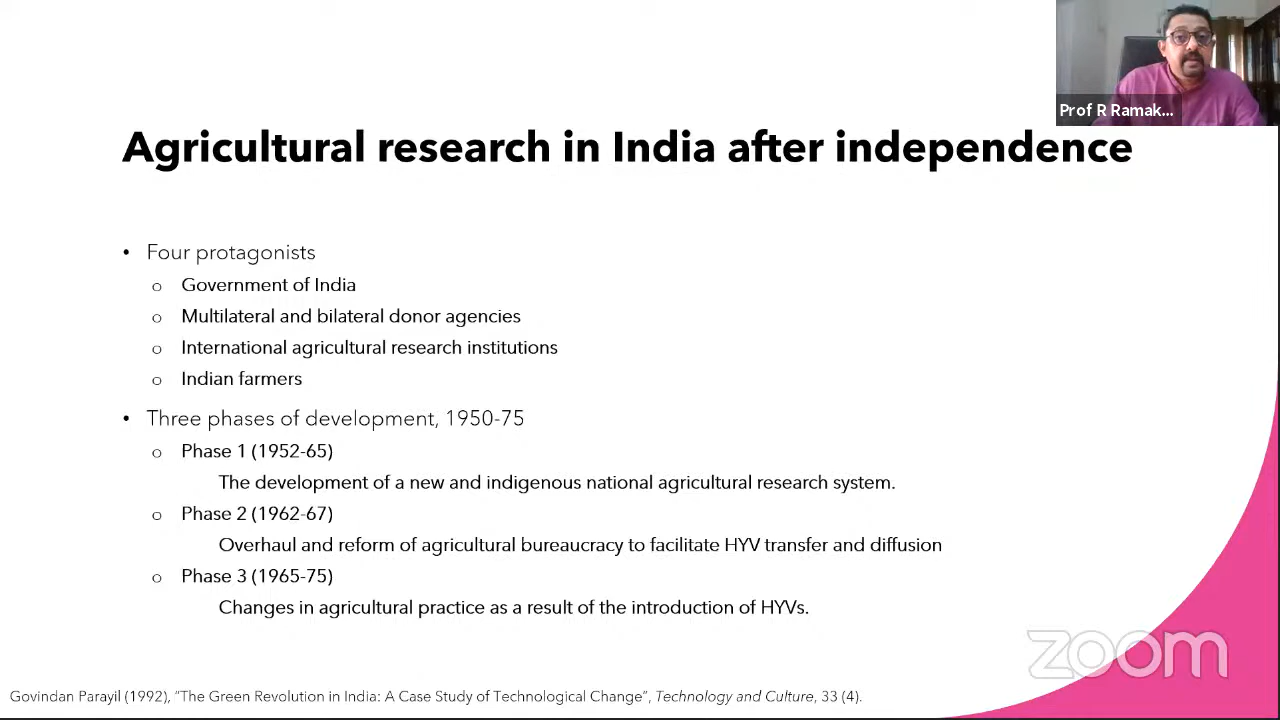 Prof R Ramak...
Agricultural research in India after independence
• Four protagonists
o Government of India
o Multilateral and bilateral donor agencies
o International agricultural research institutions
o Indian farmers
• Three phases of development, 1950-75
o Phase 1 (1952-65)
The development of a new and indigenous national agricultural research system.
o Phase 2 (1962-67)
Overhaul and reform of agricultural bureaucracy to facilitate HYV transfer and diffusion
o Phase 3 (1965-75)
Changes in agricultural practice as a result of the introduction of HYVs.
zoom
Govindan Parayil (1992), “The Green Revolution in India: A Case Study of Technological Change”, Technology and Culture, 33 (4).